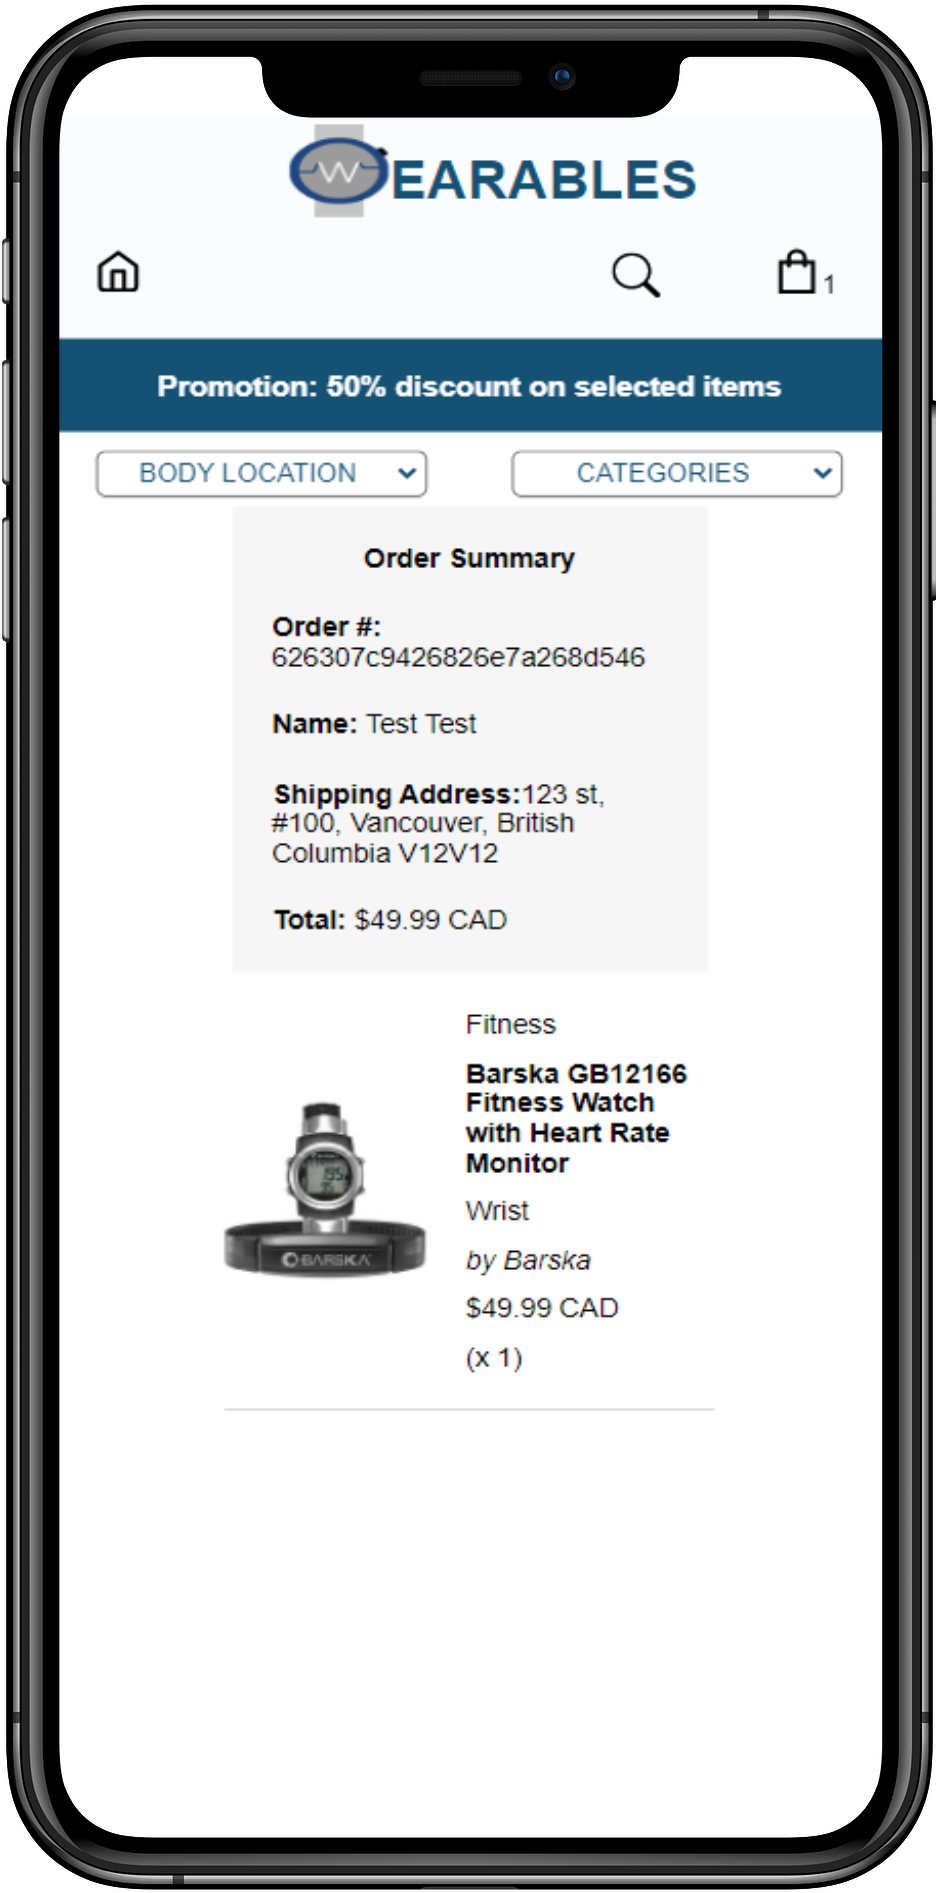 W EARABLES
1
Promotion: 50% discount on selected items
BODY LOCATION
CATEGORIES
Order Summary
Order #:
626307c9426826e7a268d546
Name: Test Test
Shipping Address:123 st,
#100, Vancouver, British
Columbia V12V12
Total: $49.99 CAD
Fitness
Barska GB12166
Fitness Watch
with Heart Rate
Monitor
Wrist
by Barska
$49.99 CAD
(x 1)
BARSKA